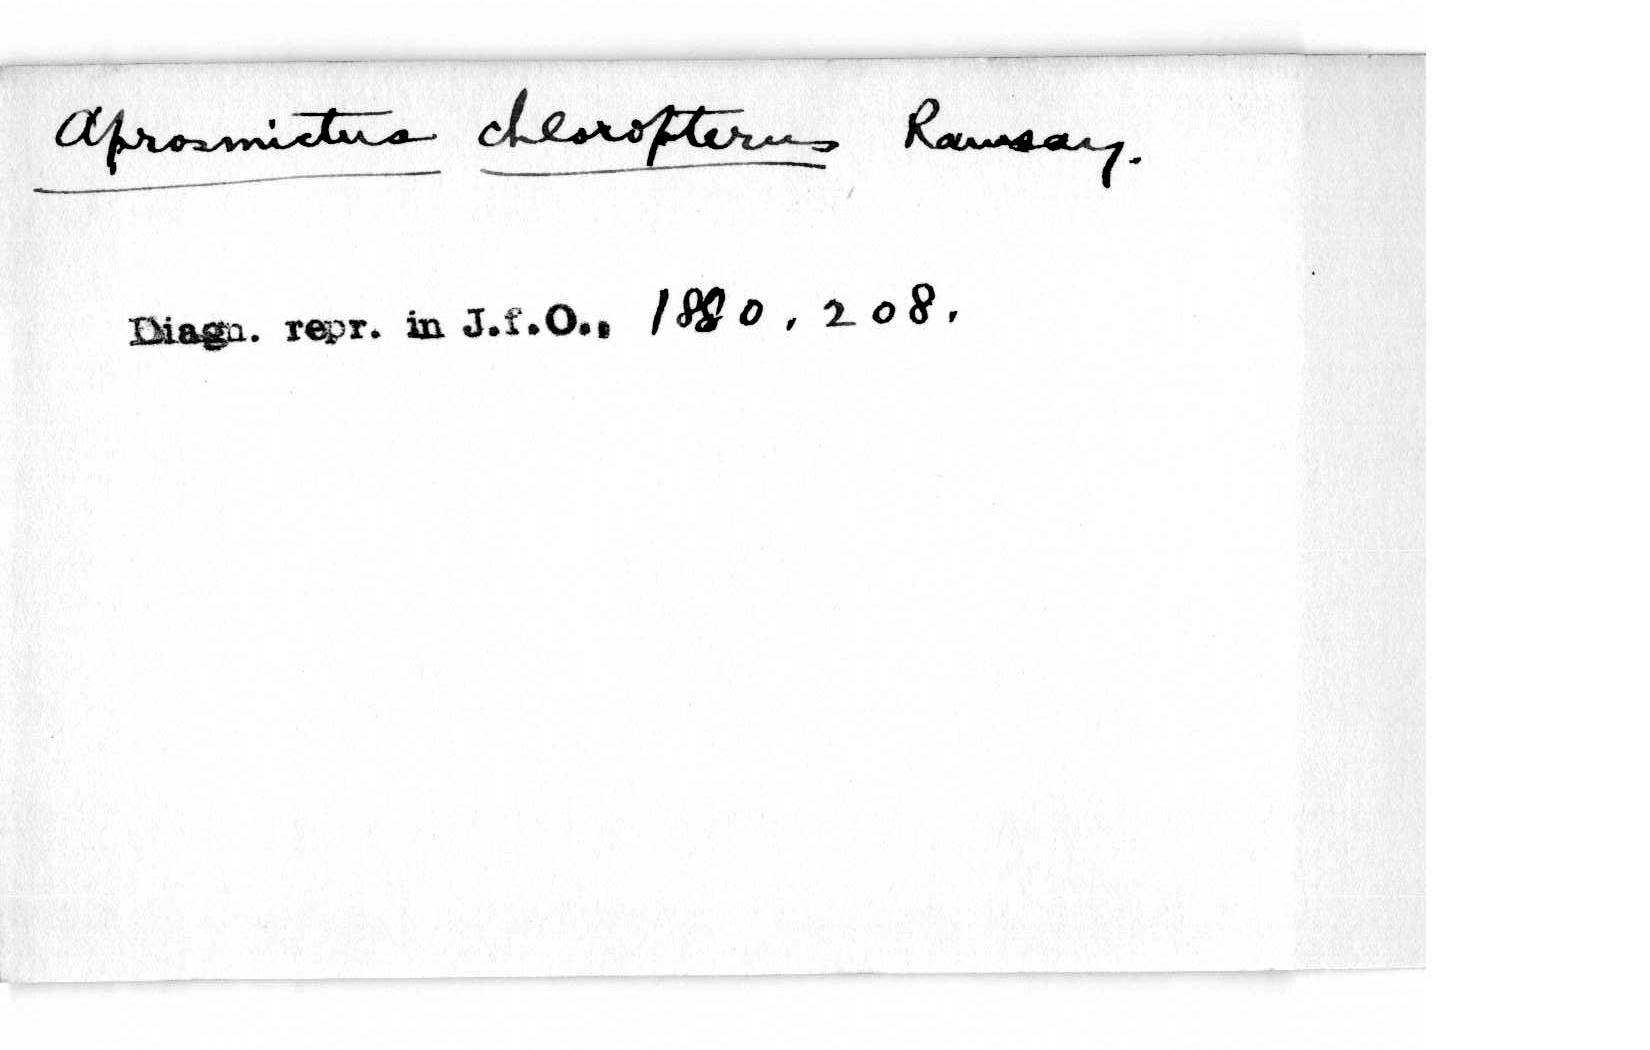 Aprosmictus chloropterus Ramsay.
Diagn. repr. in J.f.O., 1880, 208.